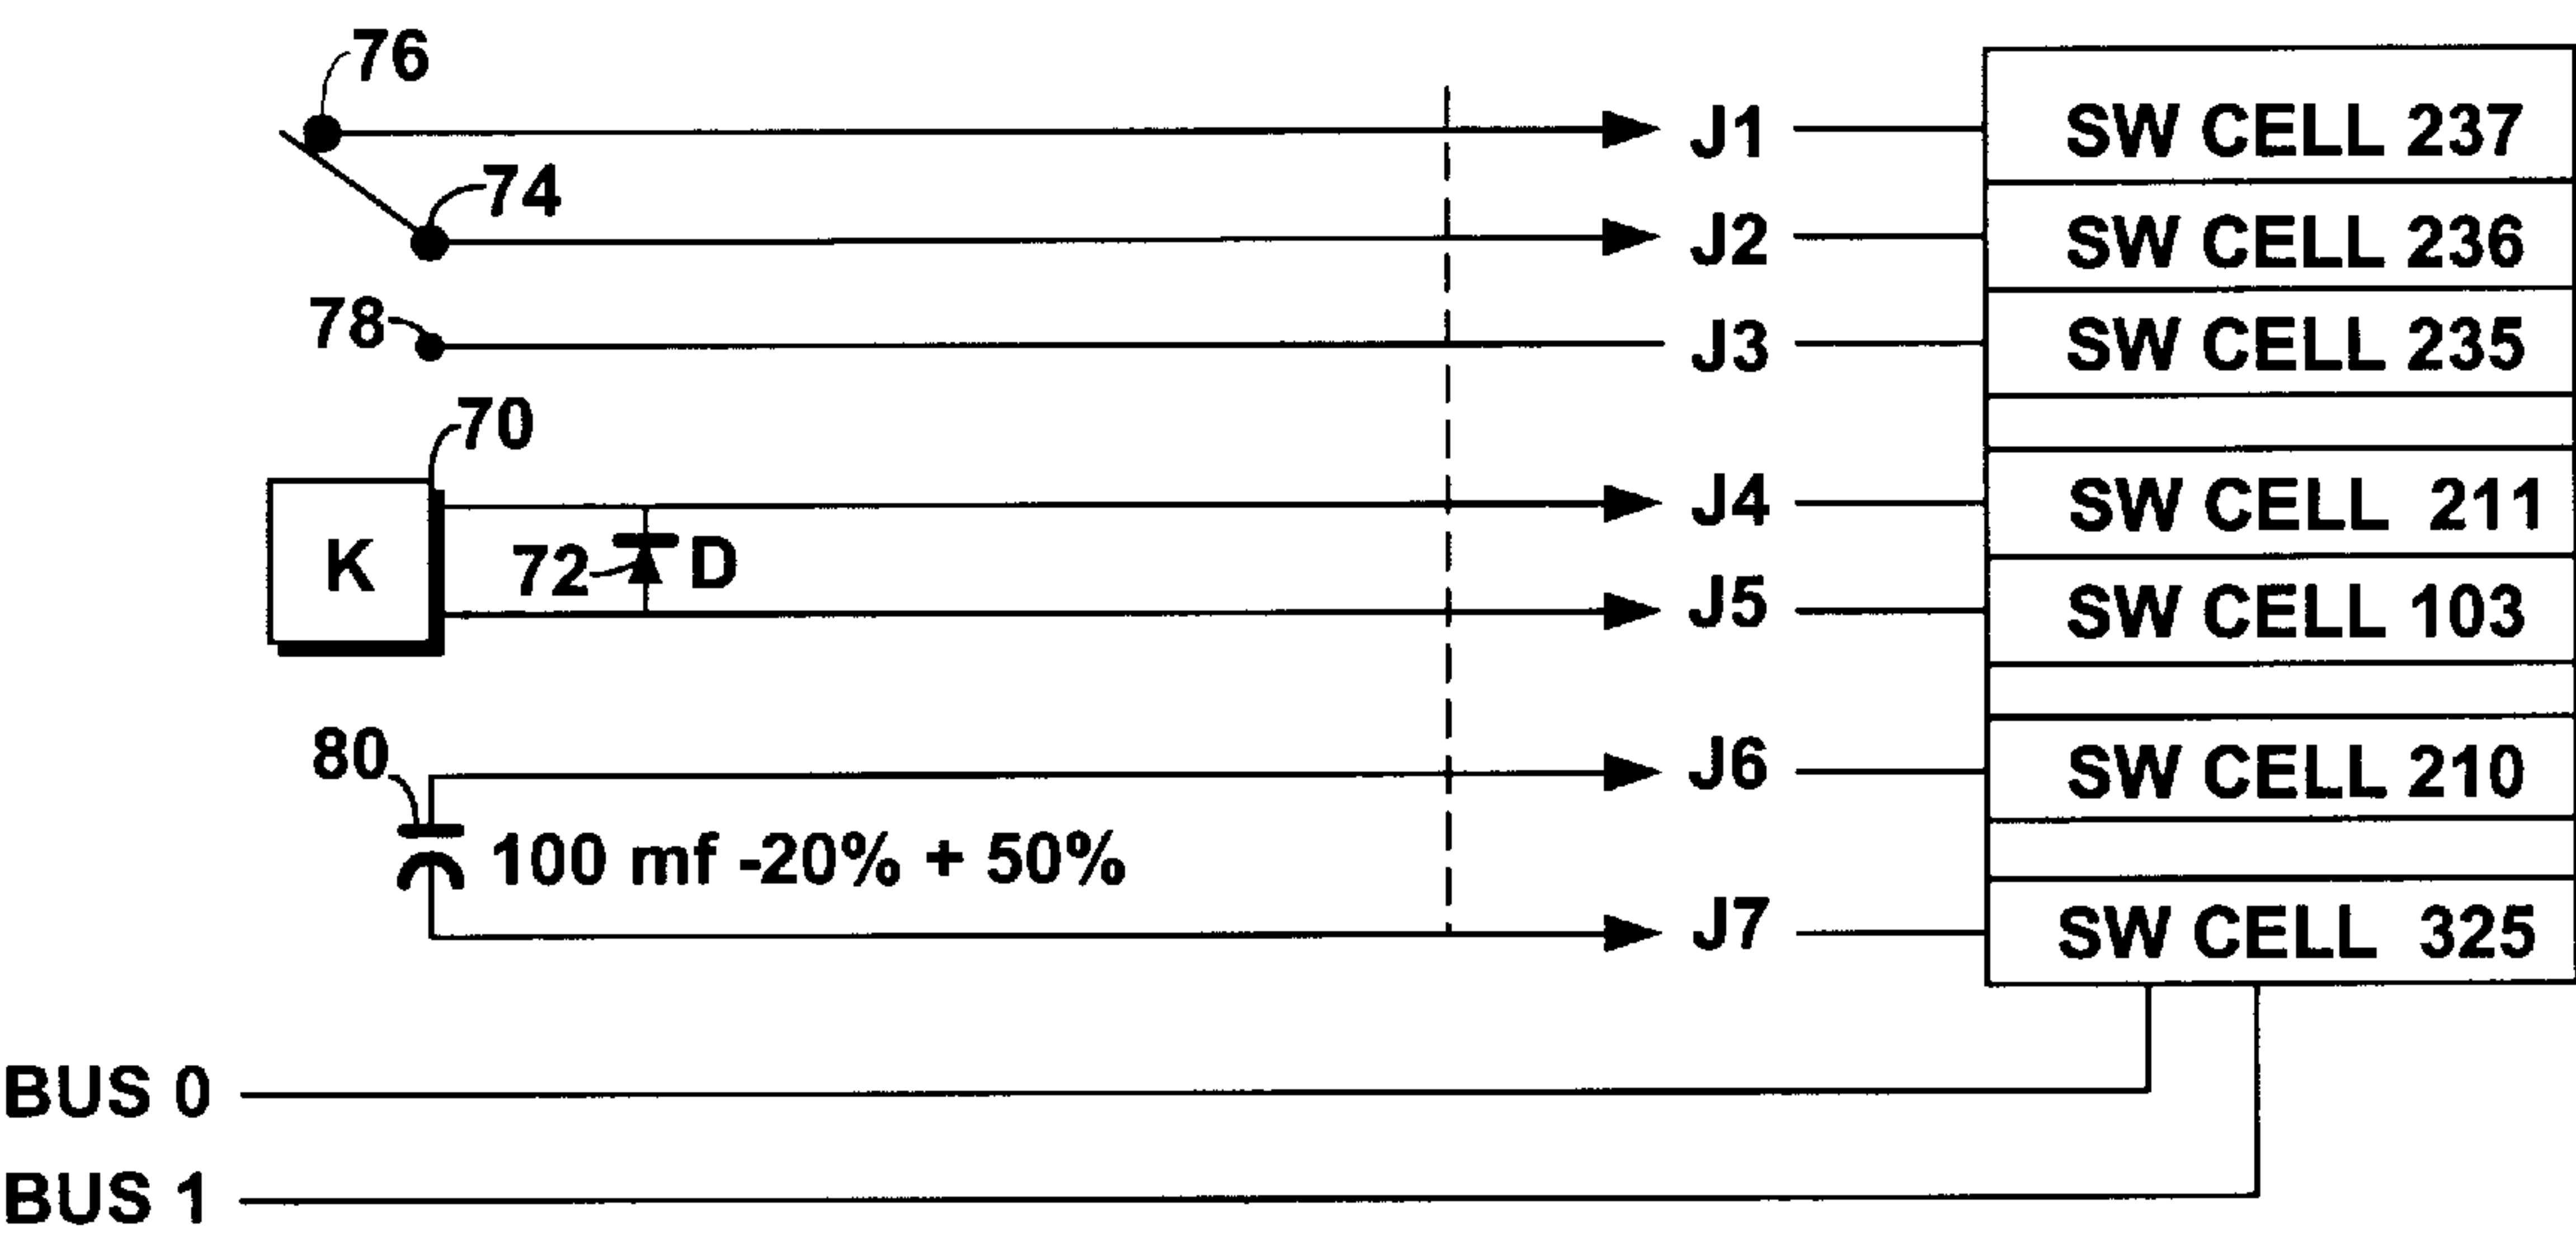 76
J1 SW CELL 237
74
J2 SW CELL 236
78
J3 SW CELL 235
70
K
J4 SW CELL 211
72 D
J5 SW CELL 103
80
J6 SW CELL 210
100 mf -20% + 50%
J7 SW CELL 325
BUS 0
BUS 1